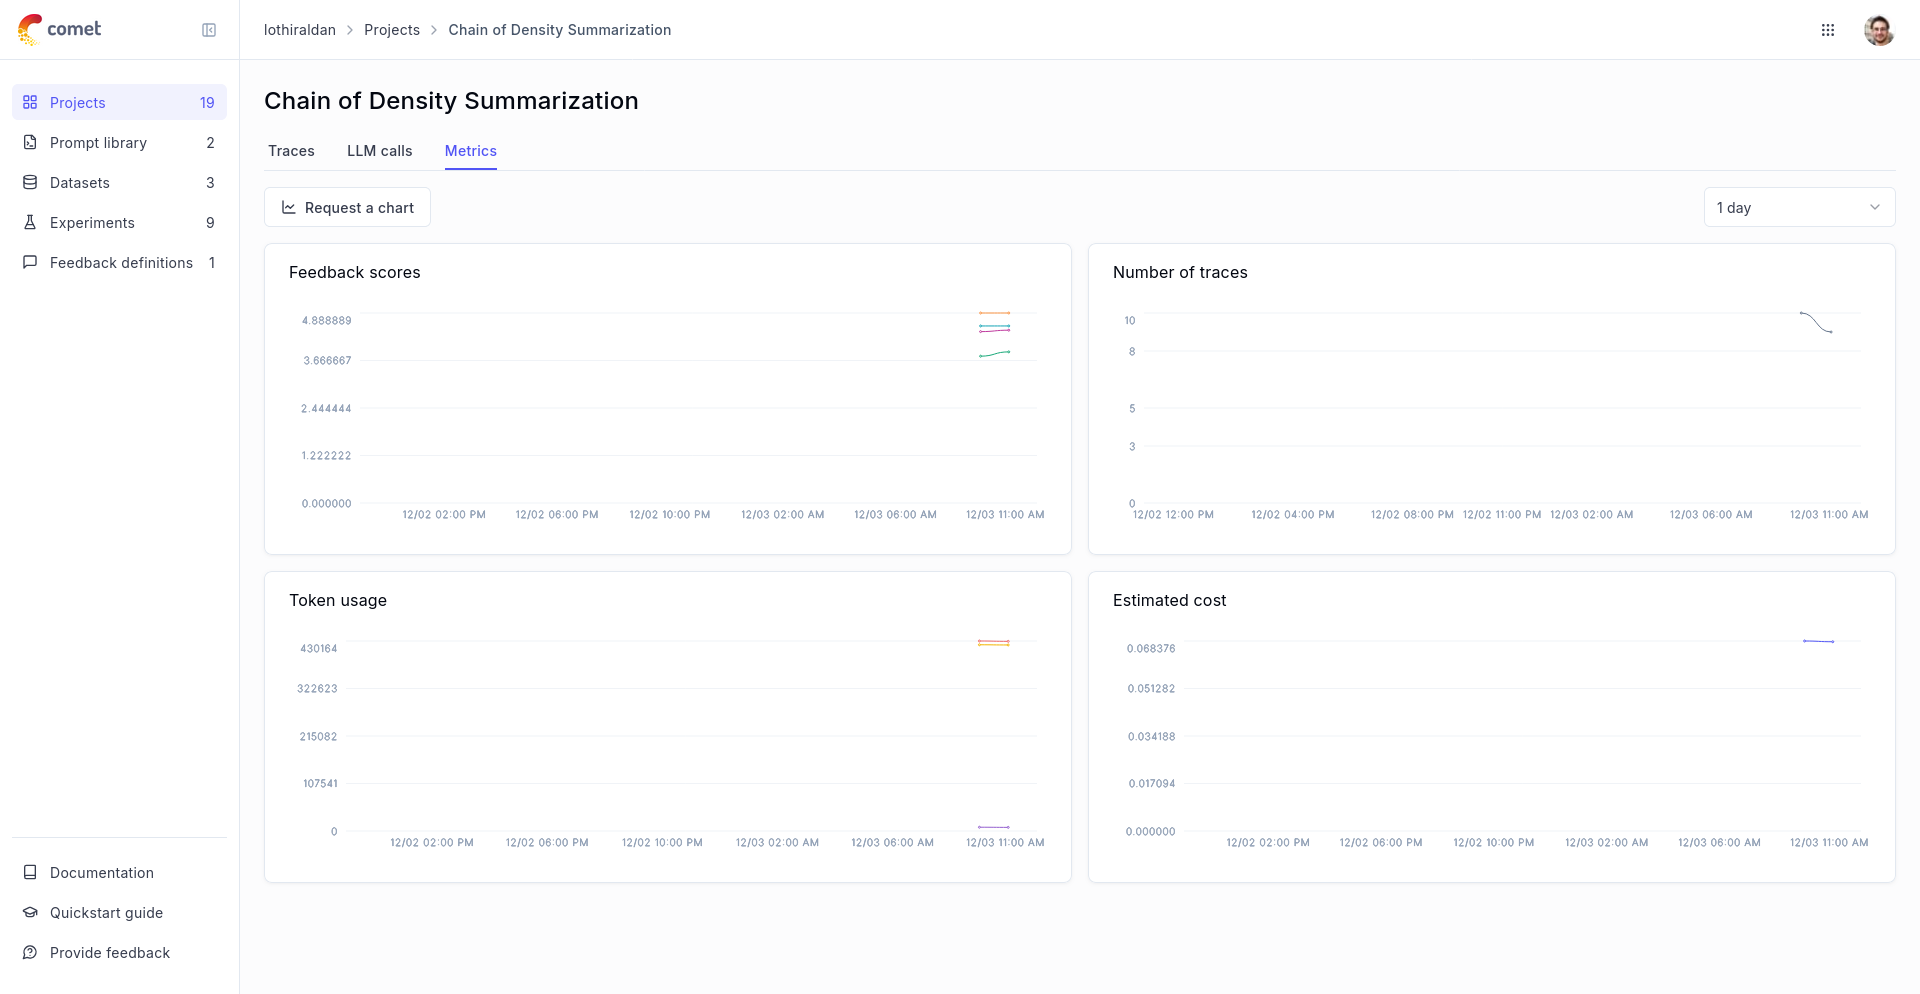 comet
lothiraldan > Projects > Chain of Density Summarization
Projects 19
Prompt library 2
Datasets 3
Experiments 9
Feedback definitions 1
Documentation
Quickstart guide
Provide feedback
Chain of Density Summarization
Traces LLM calls Metrics
Request a chart
1 day
Feedback scores
4.888889
3.666667
2.444444
1.222222
0.000000
12/02 02:00 PM 12/02 06:00 PM 12/02 10:00 PM 12/03 02:00 AM 12/03 06:00 AM 12/03 11:00 AM
Number of traces
10
8
5
3
0
12/02 12:00 PM 12/02 04:00 PM 12/02 08:00 PM 12/02 11:00 PM 12/03 02:00 AM 12/03 06:00 AM 12/03 11:00 AM
Token usage
430164
322623
215082
107541
0
12/02 02:00 PM 12/02 06:00 PM 12/02 10:00 PM 12/03 02:00 AM 12/03 06:00 AM 12/03 11:00 AM
Estimated cost
0.068376
0.051282
0.034188
0.017094
0.000000
12/02 02:00 PM 12/02 06:00 PM 12/02 10:00 PM 12/03 02:00 AM 12/03 06:00 AM 12/03 11:00 AM